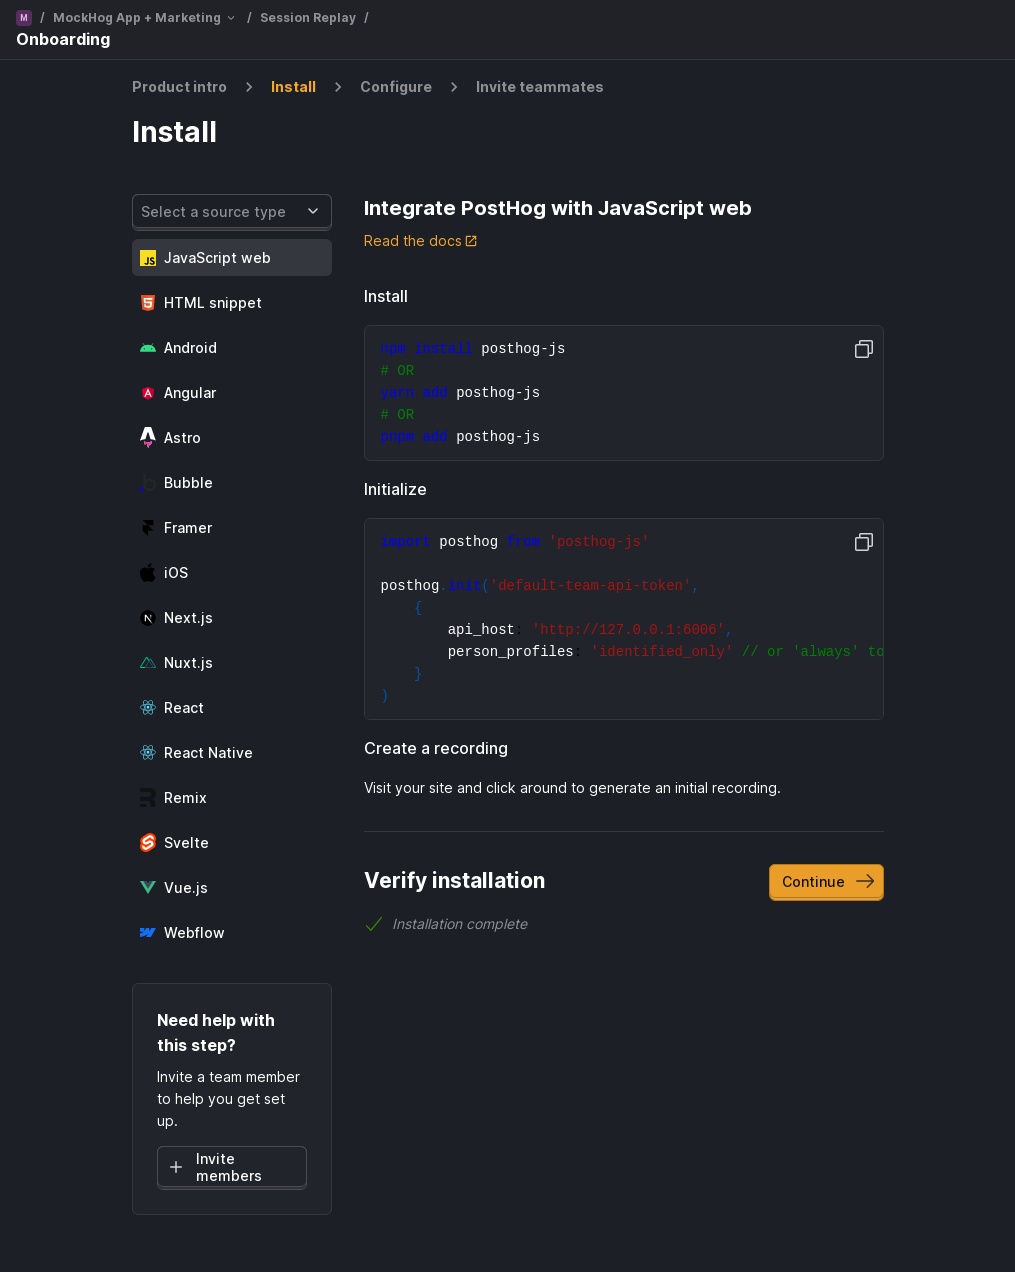 M / MockHog App + Marketing / Session Replay /
Onboarding
Product intro Install Configure Invite teammates
Install
Select a source type
JavaScript web
HTML snippet
Android
Angular
Astro
Bubble
Framer
iOS
Next.js
Nuxt.js
React
React Native
Remix
Svelte
Vue.js
Webflow
Need help with
this step?
Invite a team member
to help you get set
up.
Invite
members
Integrate PostHog with JavaScript web
Read the docs
Install
npm install posthog-js
# OR
yarn add posthog-js
# OR
pnpm add posthog-js
Initialize
import posthog from 'posthog-js'
posthog.init('default-team-api-token',
{
api_host: 'http://127.0.0.1:6006',
person_profiles: 'identified_only' // or 'always' to
}
)
Create a recording
Visit your site and click around to generate an initial recording.
Verify installation
Continue
Installation complete